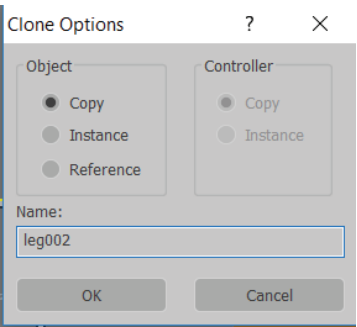 Clone Options ? ×
Object Controller
Copy Copy
Instance Instance
Reference
Name:
leg002
OK Cancel